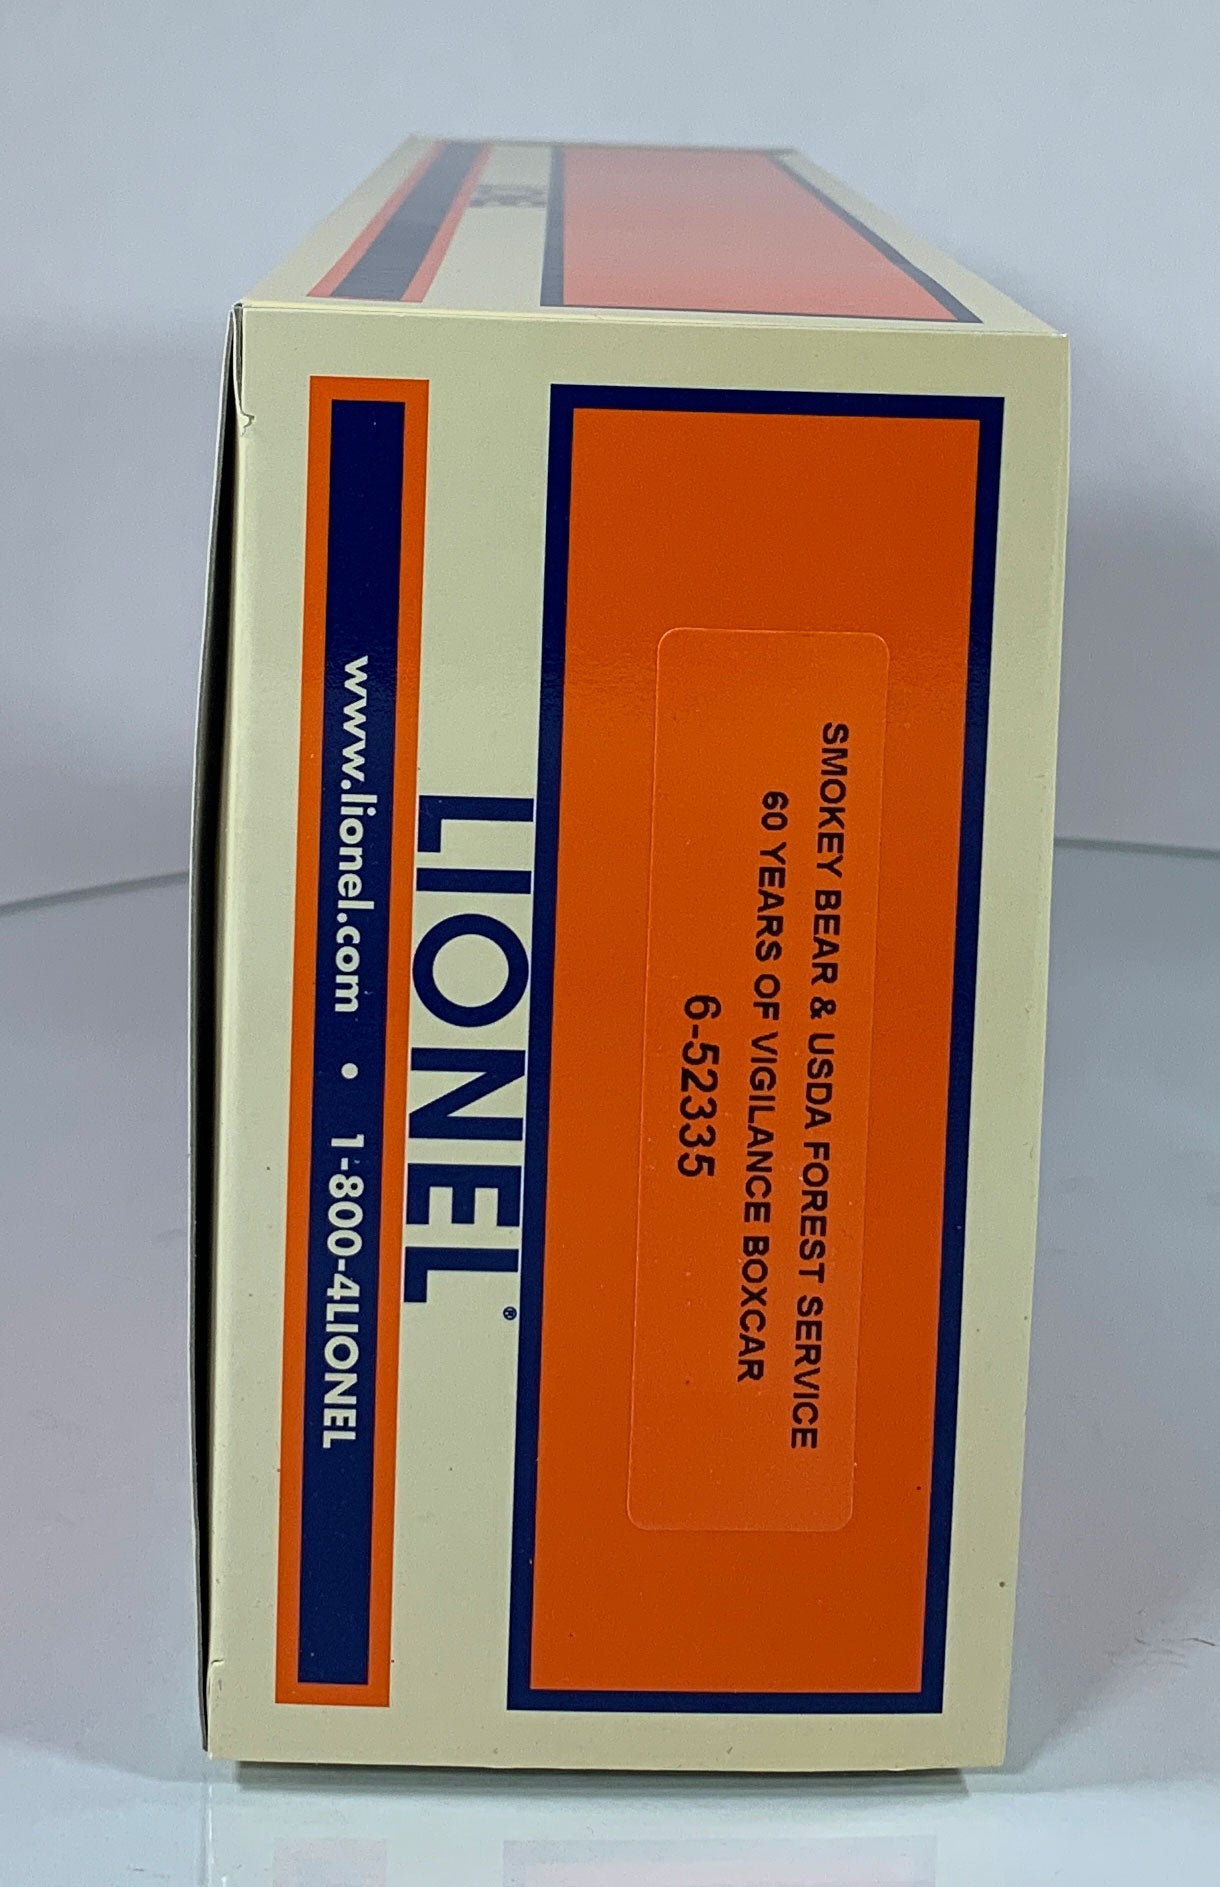 SMOKEY BEAR & USDA FOREST SERVICE
60 YEARS OF VIGILANCE BOXCAR
6-52335
LIONEL®
www.lionel.com • 1-800-4LIONEL